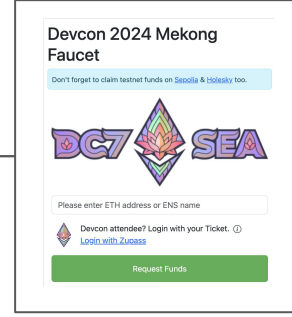 Devcon 2024 Mekong
Faucet
Don't forget to claim testnet funds on Sepolia & Holesky too.
DC7 SEA
Please enter ETH address or ENS name
Devcon attendee? Login with your Ticket.
Login with Zupass
Request Funds